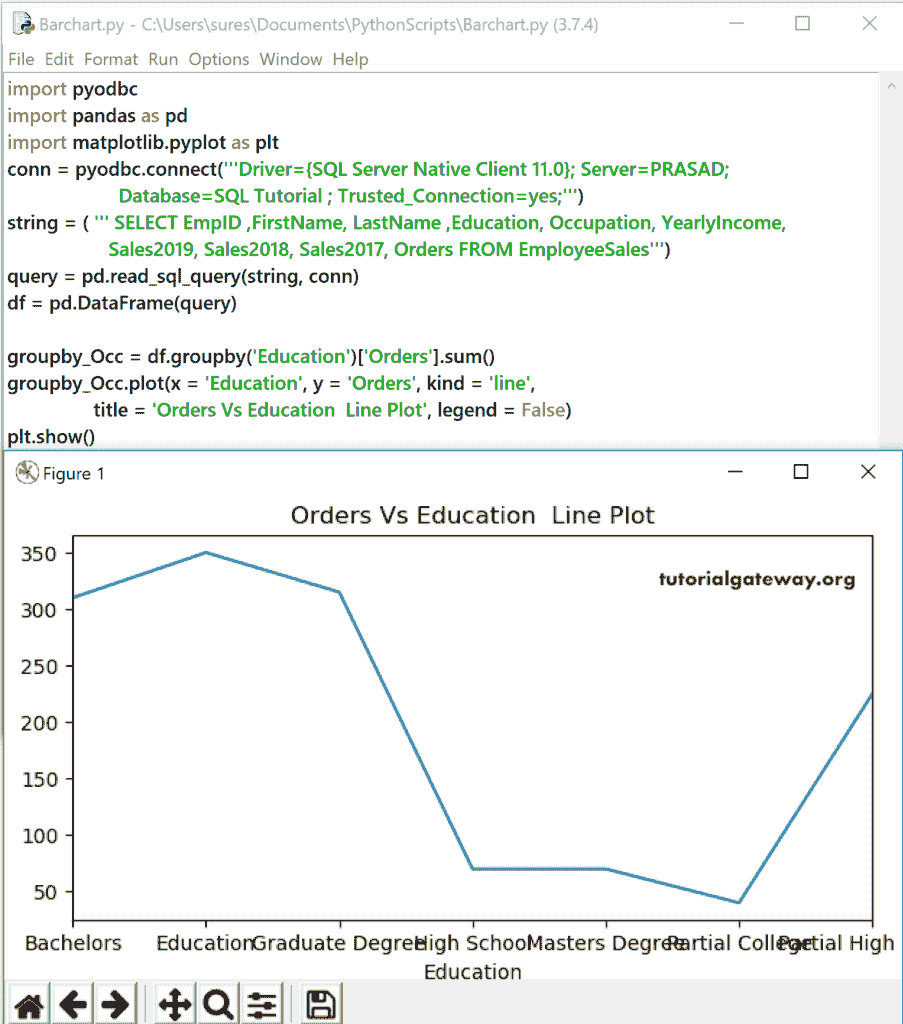 Barchart.py - C:\Users\sures\Documents\PythonScripts\Barchart.py (3.7.4)
File Edit Format Run Options Window Help
import pyodbc
import pandas as pd
import matplotlib.pyplot as plt
conn = pyodbc.connect('''Driver={SQL Server Native Client 11.0}; Server=PRASAD;
Database=SQL Tutorial ; Trusted_Connection=yes;''')
string = ( ''' SELECT EmpID ,FirstName, LastName ,Education, Occupation, YearlyIncome,
Sales2019, Sales2018, Sales2017, Orders FROM EmployeeSales''')
query = pd.read_sql_query(string, conn)
df = pd.DataFrame(query)
groupby_Occ = df.groupby('Education')['Orders'].sum()
groupby_Occ.plot(x = 'Education', y = 'Orders', kind = 'line',
title = 'Orders Vs Education  Line Plot', legend = False)
plt.show()
Figure 1
Orders Vs Education  Line Plot
tutorialgateway.org
350
300
250
200
150
100
50
Bachelors Education Graduate Degree High School Masters Degree Partial College Partial High
Education